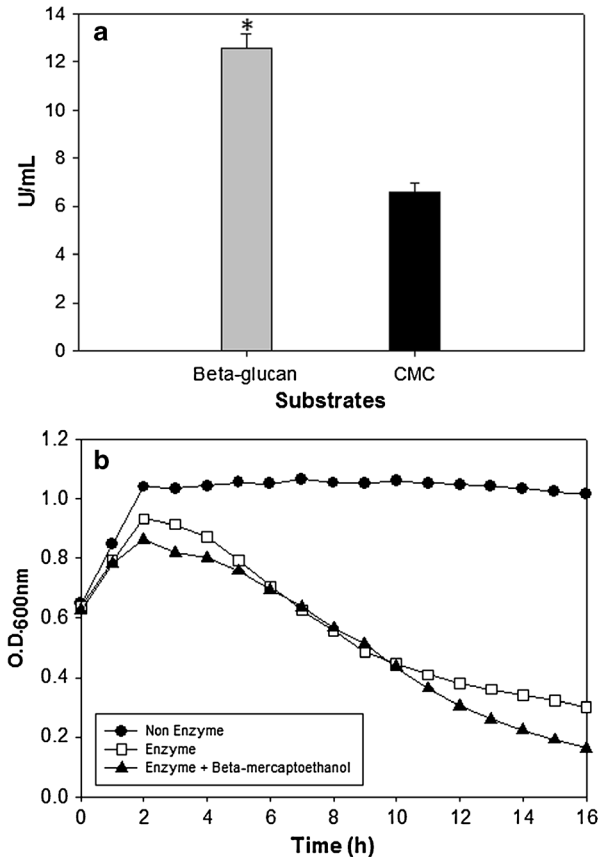 a
14
12
10
8
6
4
2
0
U/mL
*
Beta-glucan
CMC
Substrates
b
1.2
1.0
0.8
0.6
0.4
0.2
0.0
O.D.600nm
Non Enzyme
Enzyme
Enzyme + Beta-mercaptoethanol
0 2 4 6 8 10 12 14 16
Time (h)